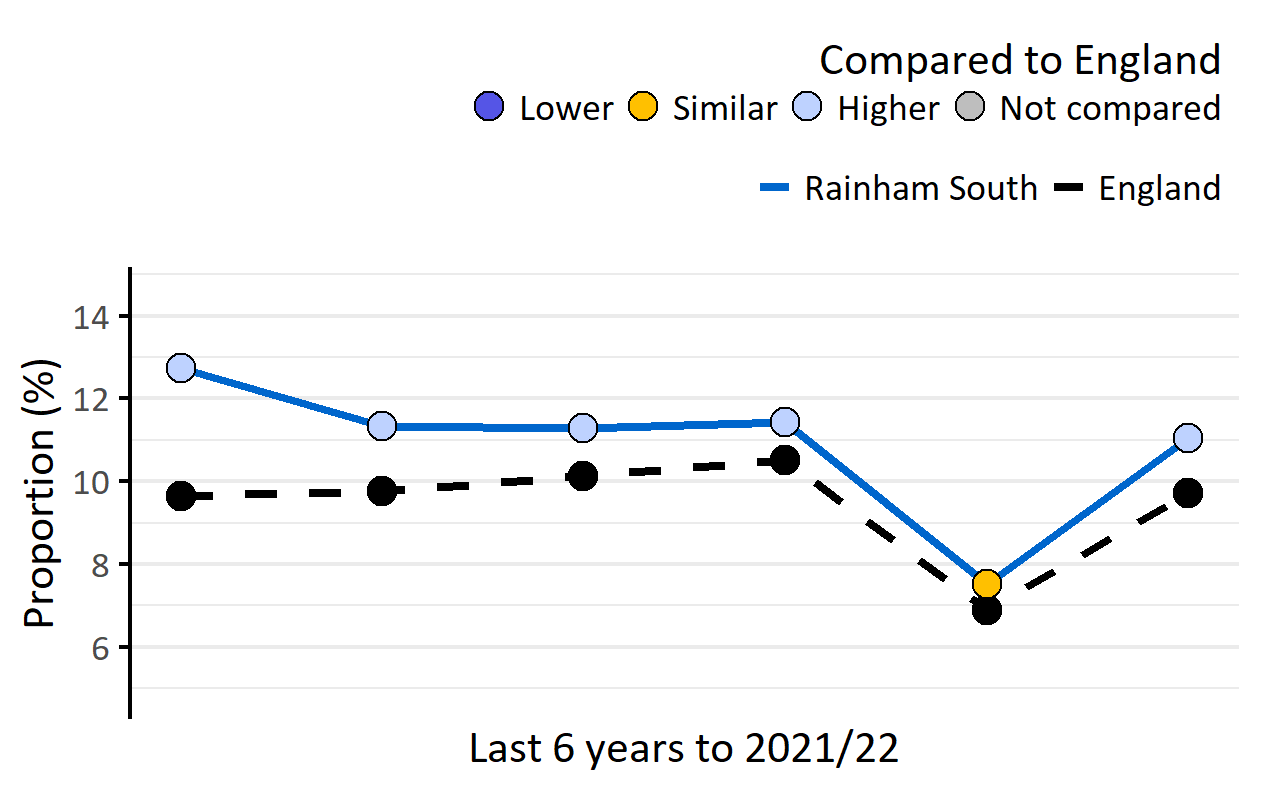 Compared to England
Lower Similar Higher Not compared
Rainham South England
Proportion (%)
14
12
10
8
6
Last 6 years to 2021/22